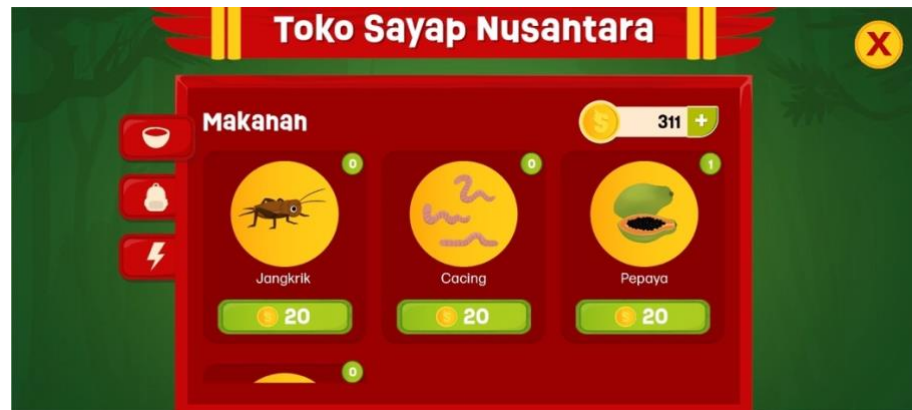 Toko Sayap Nusantara
X
Makanan
311 +
0
0
1
Jangkrik
Cacing
Pepaya
20
20
20
0